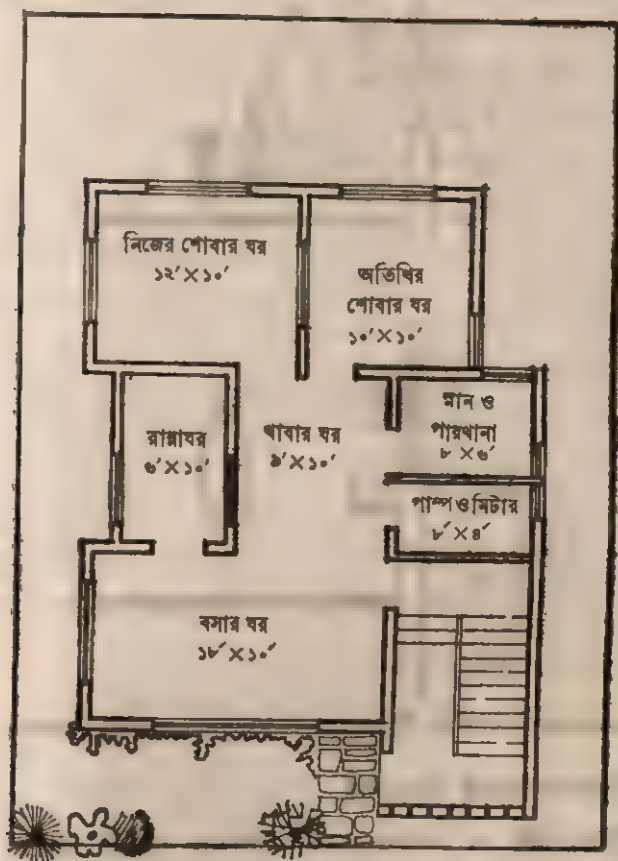 নিজের শোবার ঘর
১২′×১০′
অতিথির
শোবার ঘর
১০′×১০′
রান্নাঘর
৬′×১০′
খাবার ঘর
৯′×১০′
স্নান ও
পায়খানা
৮×৬′
পাম্প ও মিটার
৮′×৪′
বসার ঘর
১৮′×১০′